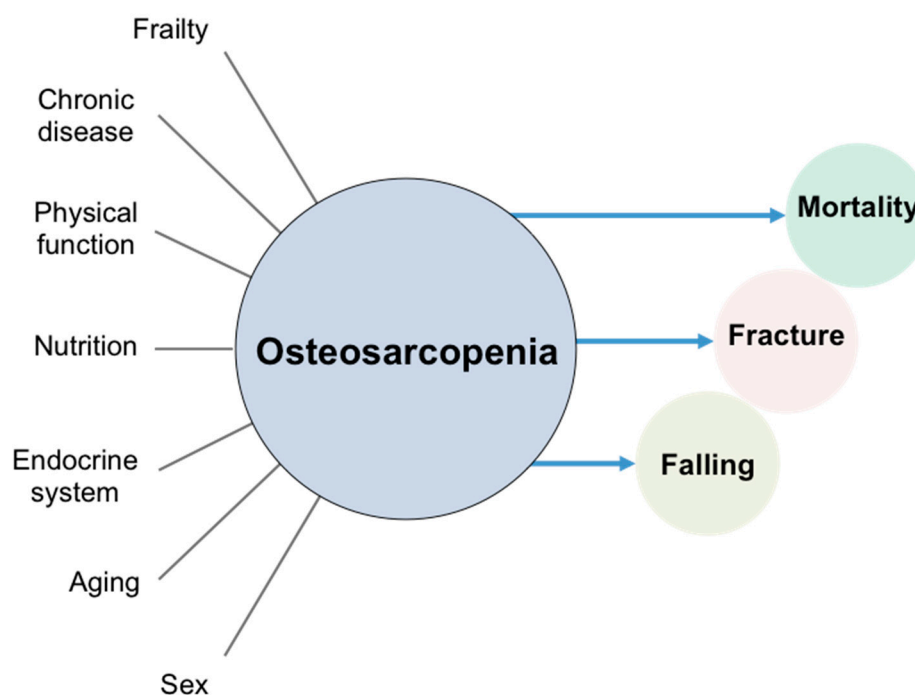 Frailty
Chronic
disease
Physical
function
Nutrition
Endocrine
system
Aging
Sex
Osteosarcopenia
Mortality
Fracture
Falling